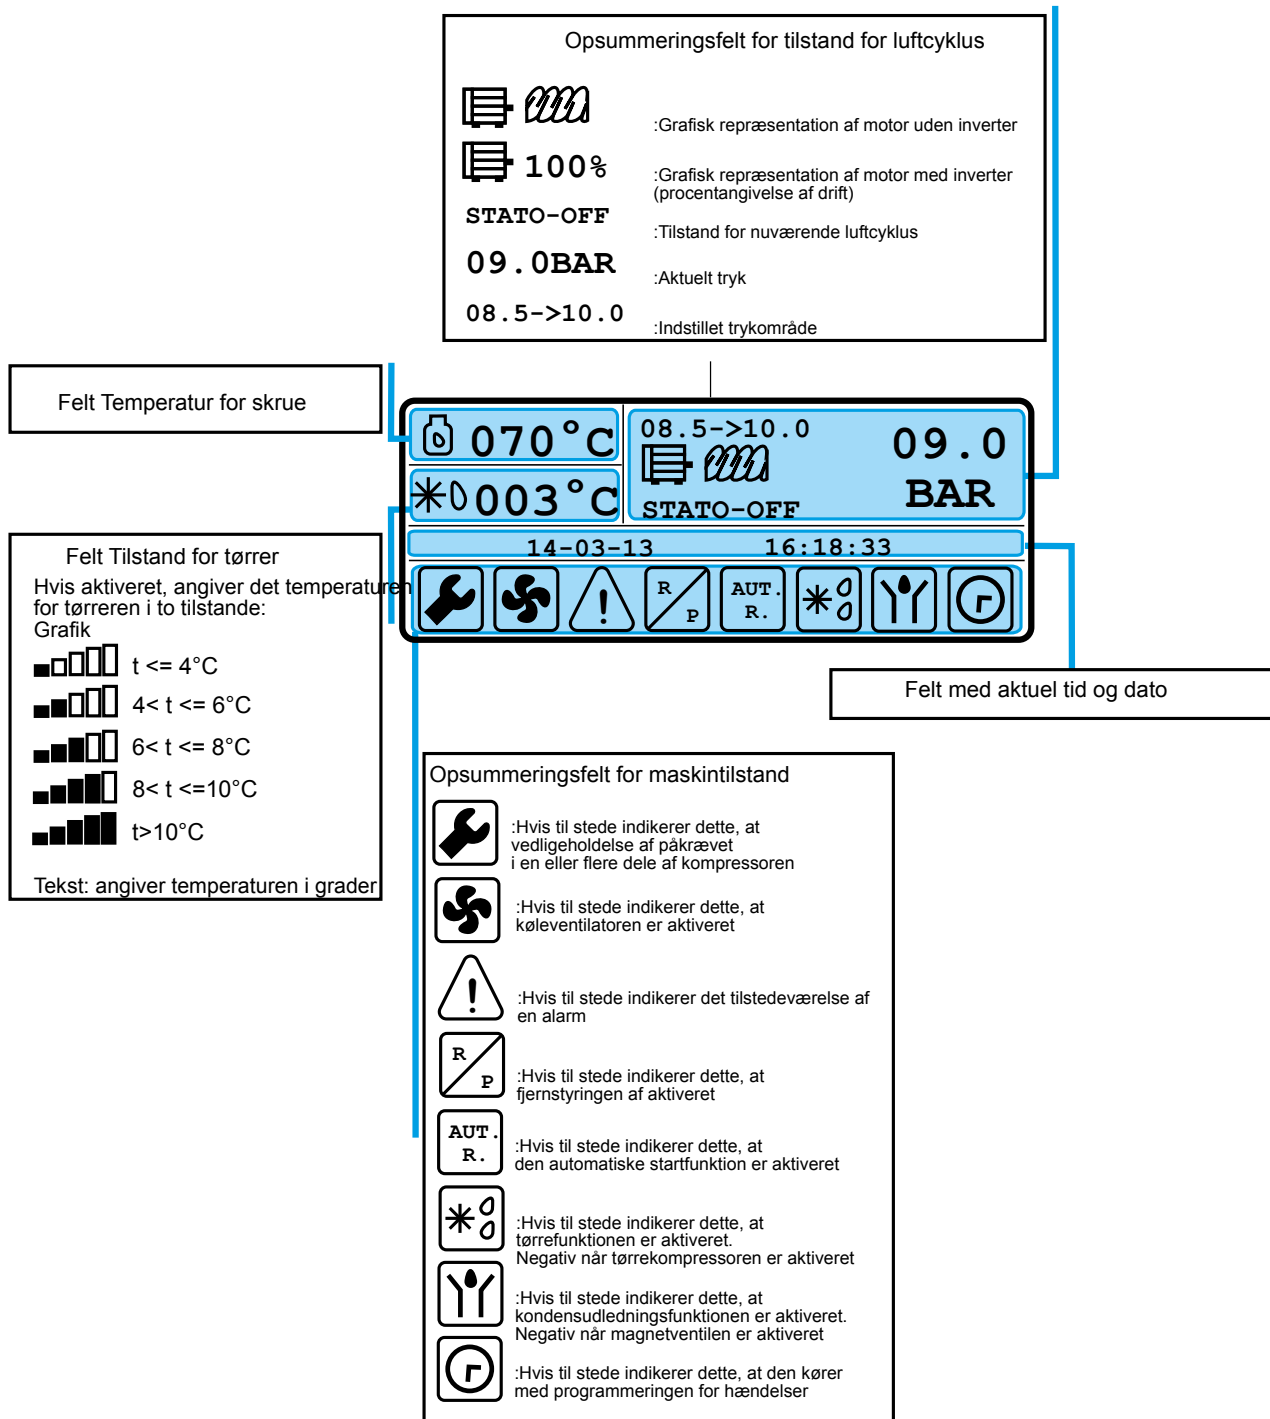 Opsummeringsfelt for tilstand for luftcyklus
:Grafisk repræsentation af motor uden inverter
100%
:Grafisk repræsentation af motor med inverter
(procentangivelse af drift)
STATO-OFF
:Tilstand for nuværende luftcyklus
09.0BAR
:Aktuelt tryk
08.5->10.0
:Indstillet trykområde
Felt Temperatur for skrue
070°C
003°C
08.5->10.0
09.0
BAR
STATO-OFF
14-03-13 16:18:33
!
R
P
AUT.
R.
Felt Tilstand for tørrer
Hvis aktiveret, angiver det temperaturen
for tørreren i to tilstande:
Grafik
t <= 4°C
4< t <= 6°C
6< t <= 8°C
8< t <=10°C
t>10°C
Tekst: angiver temperaturen i grader
Felt med aktuel tid og dato
Opsummeringsfelt for maskintilstand
:Hvis til stede indikerer dette, at
vedligeholdelse af påkrævet
i en eller flere dele af kompressoren
:Hvis til stede indikerer dette, at
køleventilatoren er aktiveret
!
:Hvis til stede indikerer det tilstedeværelse af
en alarm
R
P
:Hvis til stede indikerer dette, at
fjernstyringen af aktiveret
AUT.
R.
:Hvis til stede indikerer dette, at
den automatiske startfunktion er aktiveret
:Hvis til stede indikerer dette, at
tørrefunktionen er aktiveret.
Negativ når tørrekompressoren er aktiveret
:Hvis til stede indikerer dette, at
kondensudledningsfunktionen er aktiveret.
Negativ når magnetventilen er aktiveret
:Hvis til stede indikerer dette, at den kører
med programmeringen for hændelser